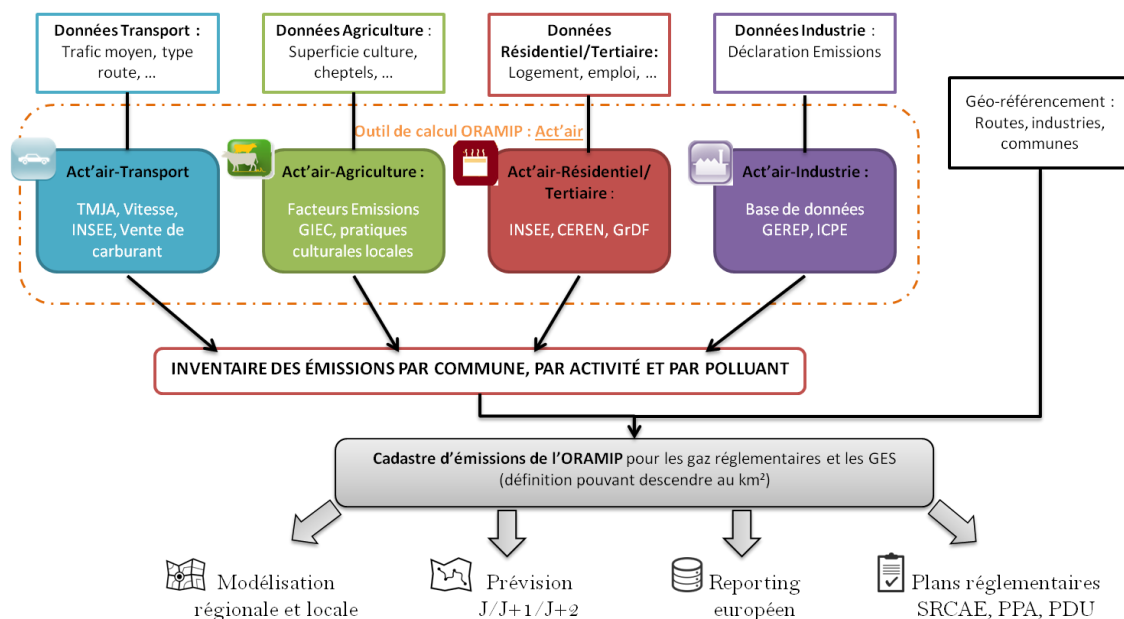 Données Transport :
Trafic moyen, type
route, ...
Données Agriculture :
Superficie culture,
cheptels, ...
Données
Résidentiel/Tertiaire:
Logement, emploi, ...
Données Industrie :
Déclaration Emissions
Géo-référencement :
Routes, industries,
communes
Outil de calcul ORAMIP : Act'air
Act'air-Transport
TMJA, Vitesse,
INSEE, Vente de
carburant
Act'air-Agriculture :
Facteurs Emissions
GIEC, pratiques
culturales locales
Act'air-Résidentiel/
Tertiaire :
INSEE, CEREN, GrDF
Act'air-Industrie :
Base de données
GEREP, ICPE
INVENTAIRE DES ÉMISSIONS PAR COMMUNE, PAR ACTIVITÉ ET PAR POLLUANT
Cadastre d'émissions de l'ORAMIP pour les gaz réglementaires et les GES
(définition pouvant descendre au km²)
Modélisation
régionale et locale
Prévision
J/J+1/J+2
Reporting
européen
Plans réglementaires
SRCAE, PPA, PDU